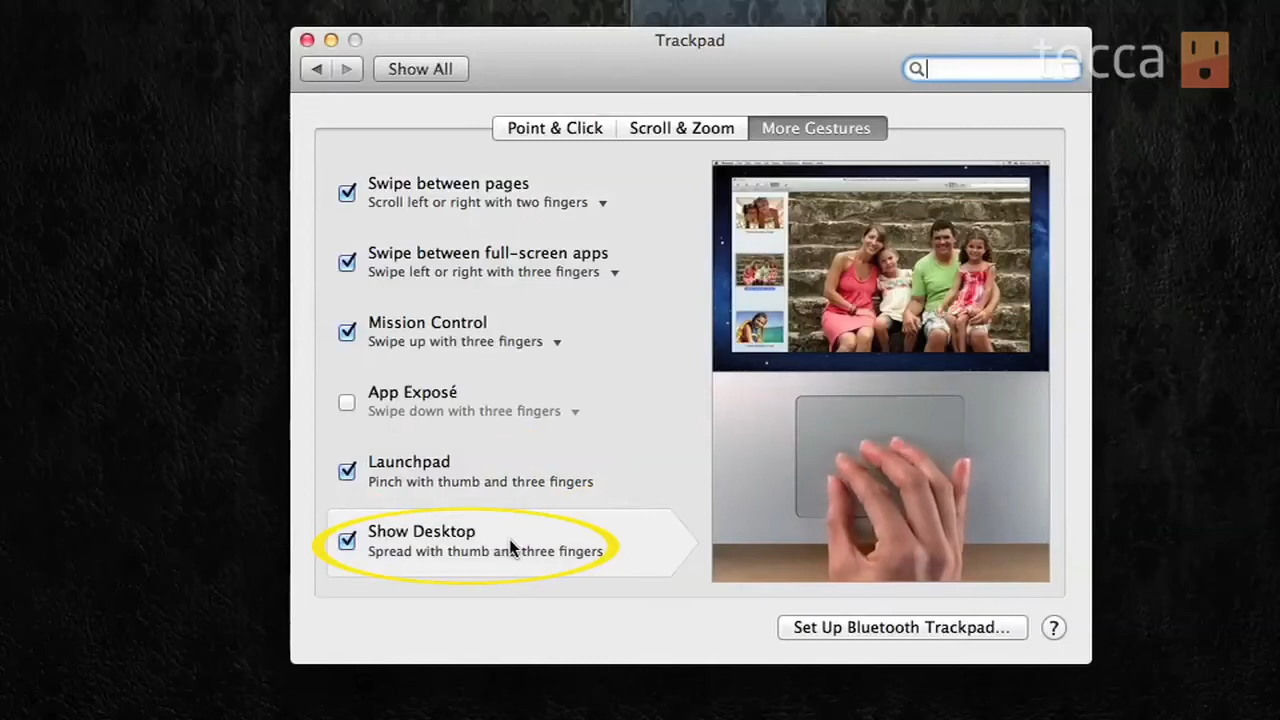 Trackpad
Show All
tecca
Point & Click
Scroll & Zoom
More Gestures
Swipe between pages
Scroll left or right with two fingers
Swipe between full-screen apps
Swipe left or right with three fingers
Mission Control
Swipe up with three fingers
App Exposé
Swipe down with three fingers
Launchpad
Pinch with thumb and three fingers
Show Desktop
Spread with thumb and three fingers
Set Up Bluetooth Trackpad...
?